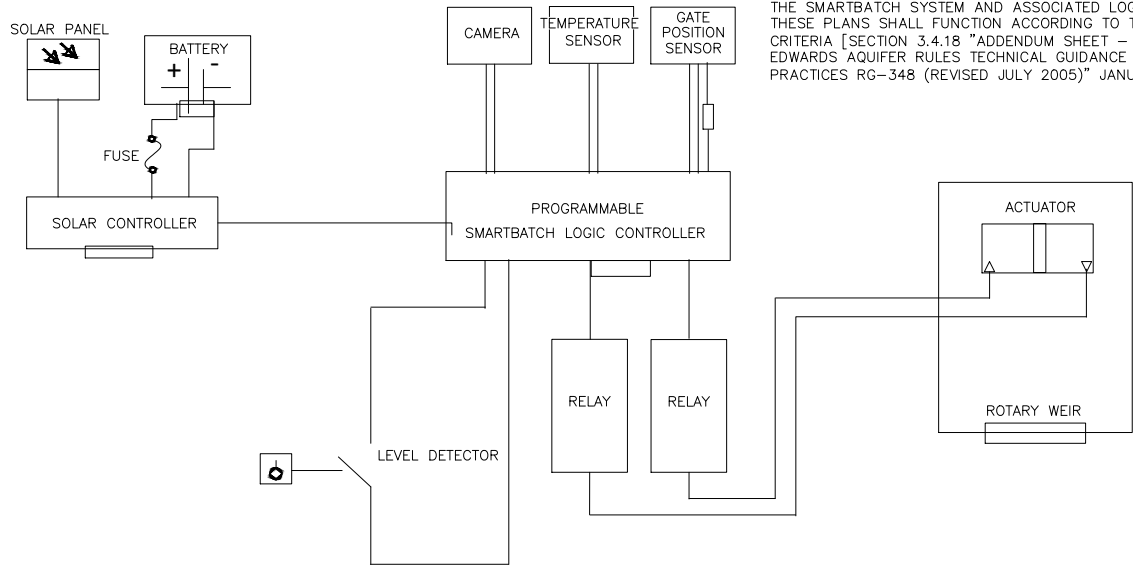 THE SMARTBATCH SYSTEM AND ASSOCIATED
THESE PLANS SHALL FUNCTION ACCORDING TO
CRITERIA [SECTION 3.4.18 "ADDENDUM SHEET –
EDWARDS AQUIFER RULES TECHNICAL GUIDANCE
PRACTICES RG–348 (REVISED JULY 2005)"
SOLAR PANEL
BATTERY
+ -
FUSE
SOLAR CONTROLLER
CAMERA
TEMPERATURE
SENSOR
GATE
POSITION
SENSOR
PROGRAMMABLE
SMARTBATCH LOGIC CONTROLLER
ACTUATOR
RELAY
RELAY
ROTARY WEIR
LEVEL DETECTOR